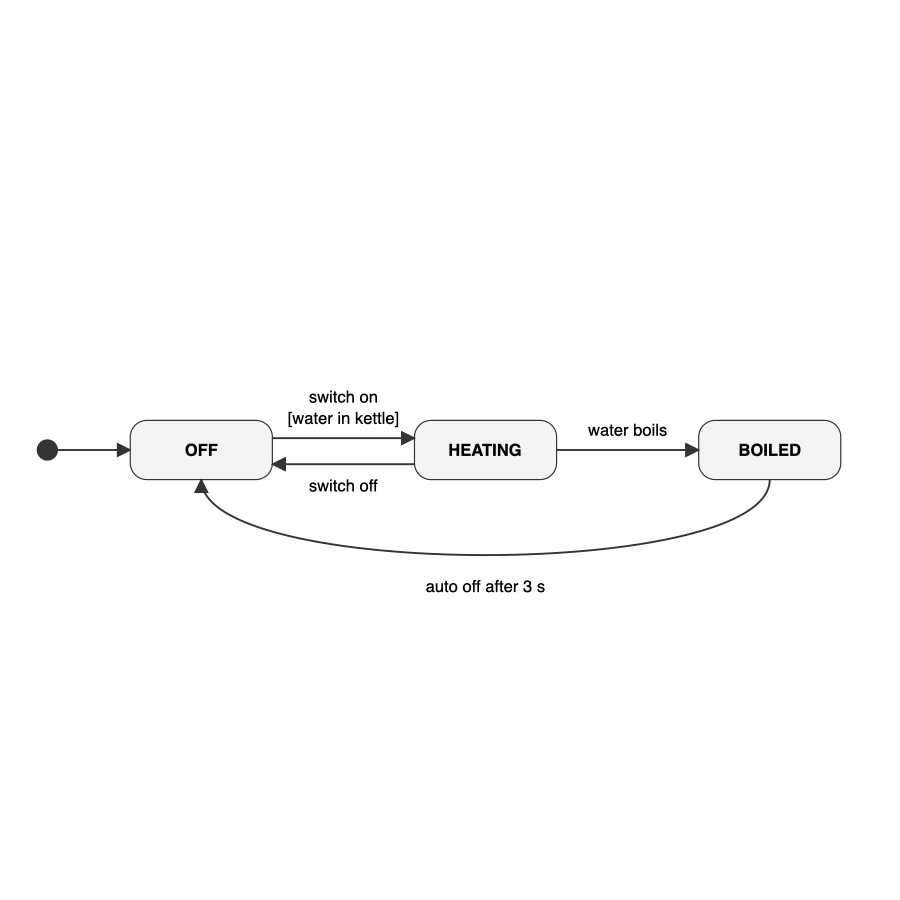 switch on
[water in kettle]
OFF
HEATING
water boils
BOILED
switch off
auto off after 3 s